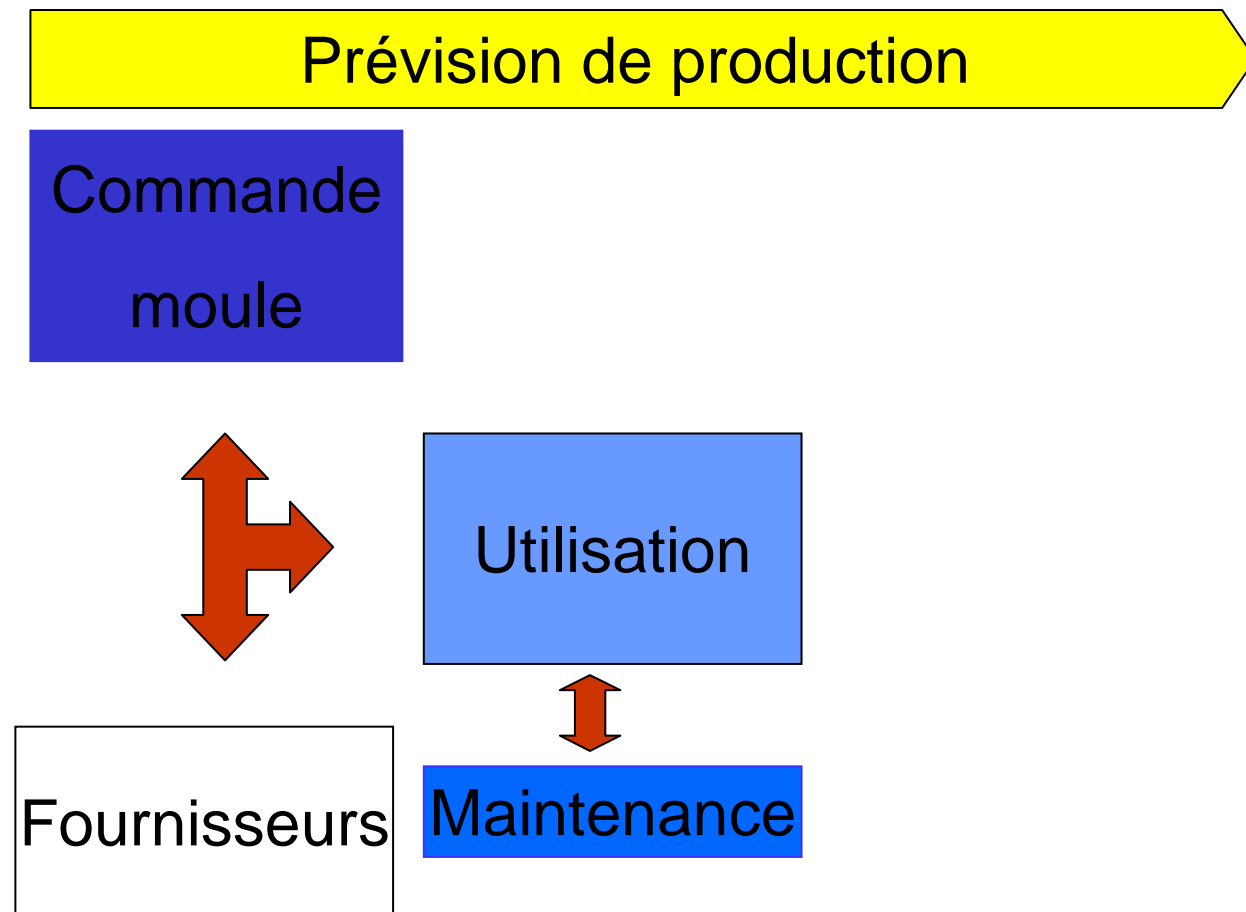 Prévision de production
Commande
moule
Utilisation
Fournisseurs
Maintenance